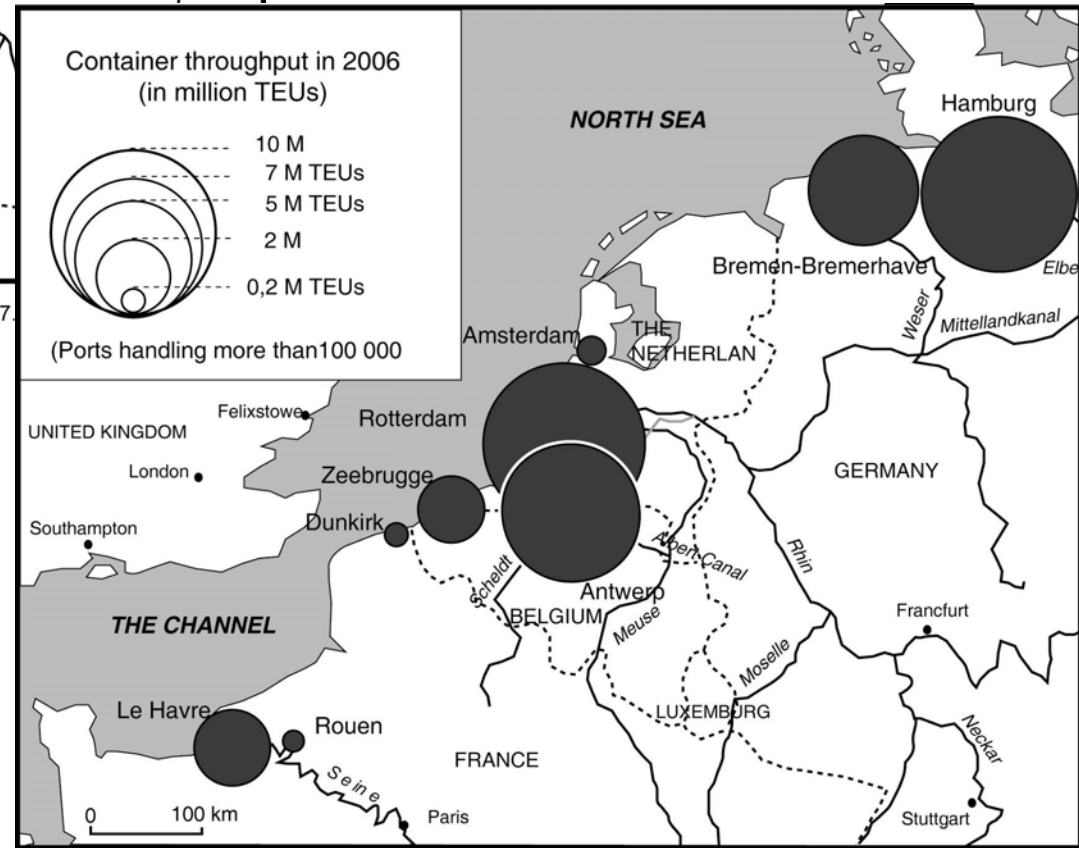 Container throughput in 2006
(in million TEUs)
10 M
7 M TEUs
5 M TEUs
2 M
0,2 M TEUs
(Ports handling more than100 000
NORTH SEA
Hamburg
Bremen-Bremerhave
Elbe
Weser
Mittellandkanal
Amsterdam
THE
NETHERLAN
Felixstowe
Rotterdam
UNITED KINGDOM
London
Zeebrugge
GERMANY
Dunkirk
Southampton
Albert Canal
Rhin
Scheldt
Antwerp
BELGIUM
Meuse
Francfurt
THE CHANNEL
Moselle
Le Havre
LUXEMBURG
Rouen
Neckar
FRANCE
Seine
0 100 km
Paris
Stuttgart
7